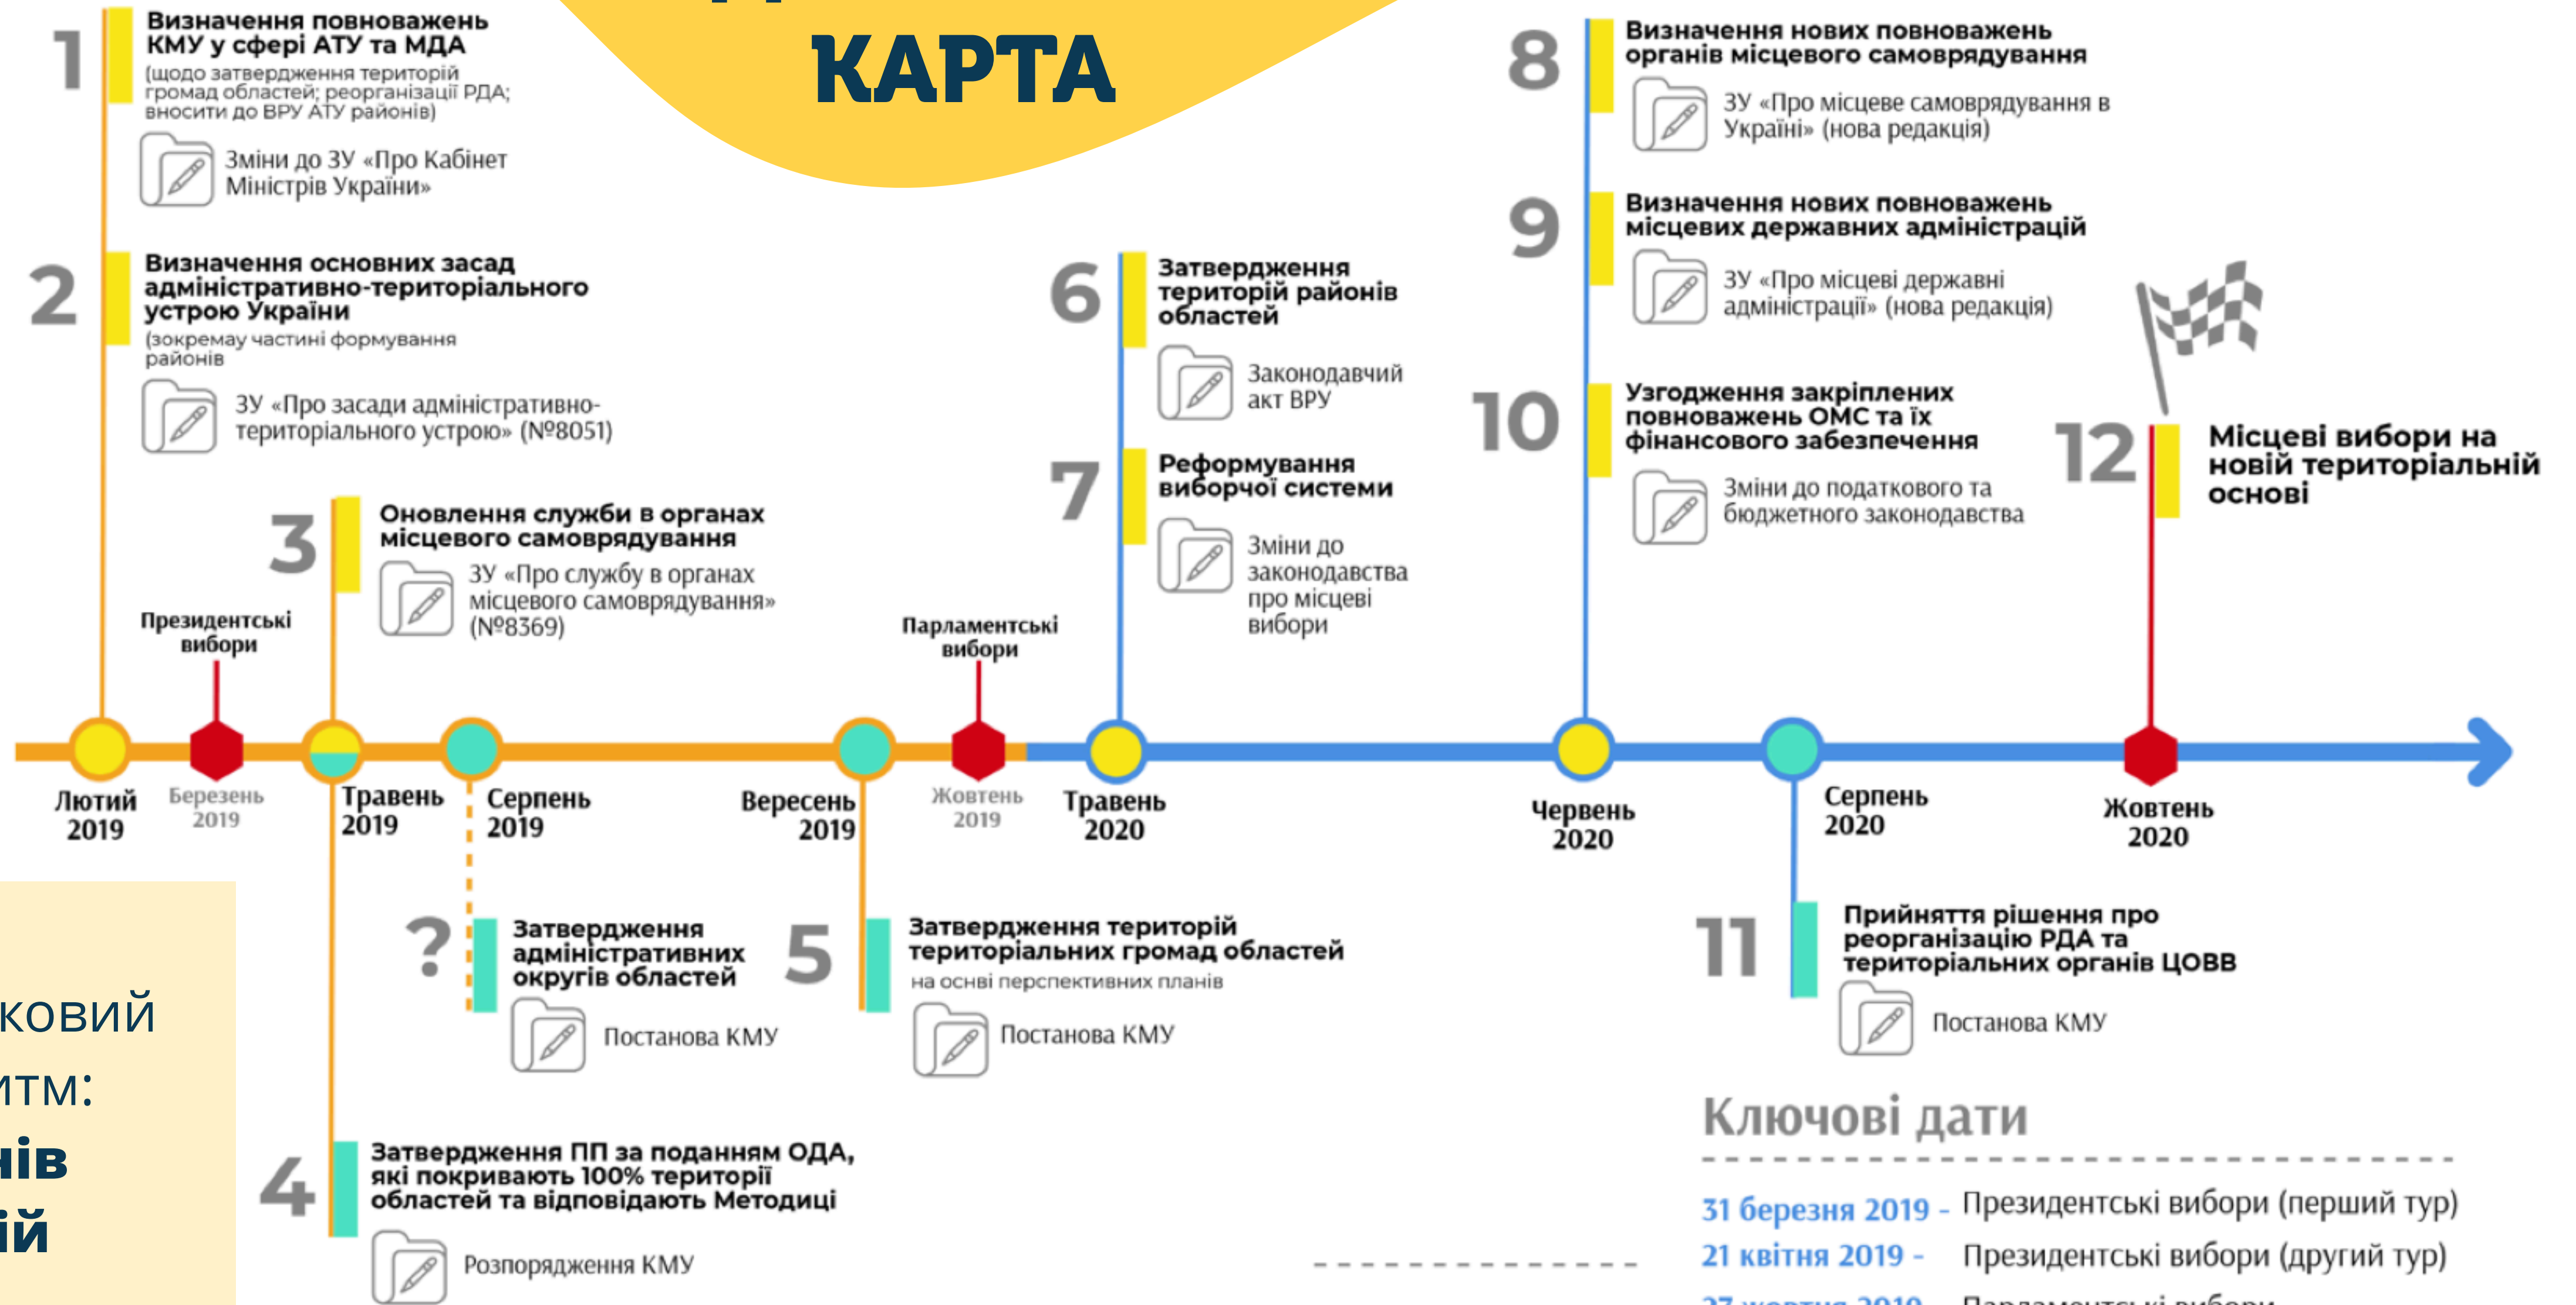 КАРТА
1
Визначення повноважень
КМУ у сфері АТУ та МДА
(щодо затвердження територій
громад областей; реорганізації РДА;
вносити до ВРУ АТУ районів)
Зміни до ЗУ «Про Кабінет
Міністрів України»
2
Визначення основних засад
адміністративно-територіального
устрою України
(зокремау частині формування
районів
ЗУ «Про засади адміністративно-
територіального устрою» (№8051)
3
Оновлення служби в органах
місцевого самоврядування
ЗУ «Про службу в органах
місцевого самоврядування»
(№8369)
Президентські
вибори
Парламентські
вибори
6
Затвердження
територій районів
областей
Законодавчий
акт ВРУ
7
Реформування
виборчої системи
Зміни до
законодавства
про місцеві
вибори
8
Визначення нових повноважень
органів місцевого самоврядування
ЗУ «Про місцеве самоврядування в
Україні» (нова редакція)
9
Визначення нових повноважень
місцевих державних адміністрацій
ЗУ «Про місцеві державні
адміністрації» (нова редакція)
10
Узгодження закріплених
повноважень ОМС та їх
фінансового забезпечення
Зміни до податкового та
бюджетного законодавства
12
Місцеві вибори на
новій територіальній
основі
Лютий
2019
Березень
2019
Травень
2019
Серпень
2019
Вересень
2019
Жовтень
2019
Травень
2020
Червень
2020
Серпень
2020
Жовтень
2020
?
Затвердження
адміністративних
округів областей
Постанова КМУ
5
Затвердження територій
територіальних громад областей
на оснві перспективних планів
Постанова КМУ
11
Прийняття рішення про
реорганізацію РДА та
територіальних органів ЦОВВ
Постанова КМУ
4
Затвердження ПП за поданням ОДА,
які покривають 100% території
областей та відповідають Методиці
Розпорядження КМУ
ковий
итм:
нів
ій
Ключові дати
31 березня 2019 - Президентські вибори (перший тур)
21 квітня 2019 - Президентські вибори (другий тур)
27 жовтня 2019 Парламентські вибори